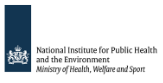 National Institute for Public Health
and the Environment
Ministry of Health, Welfare and Sport